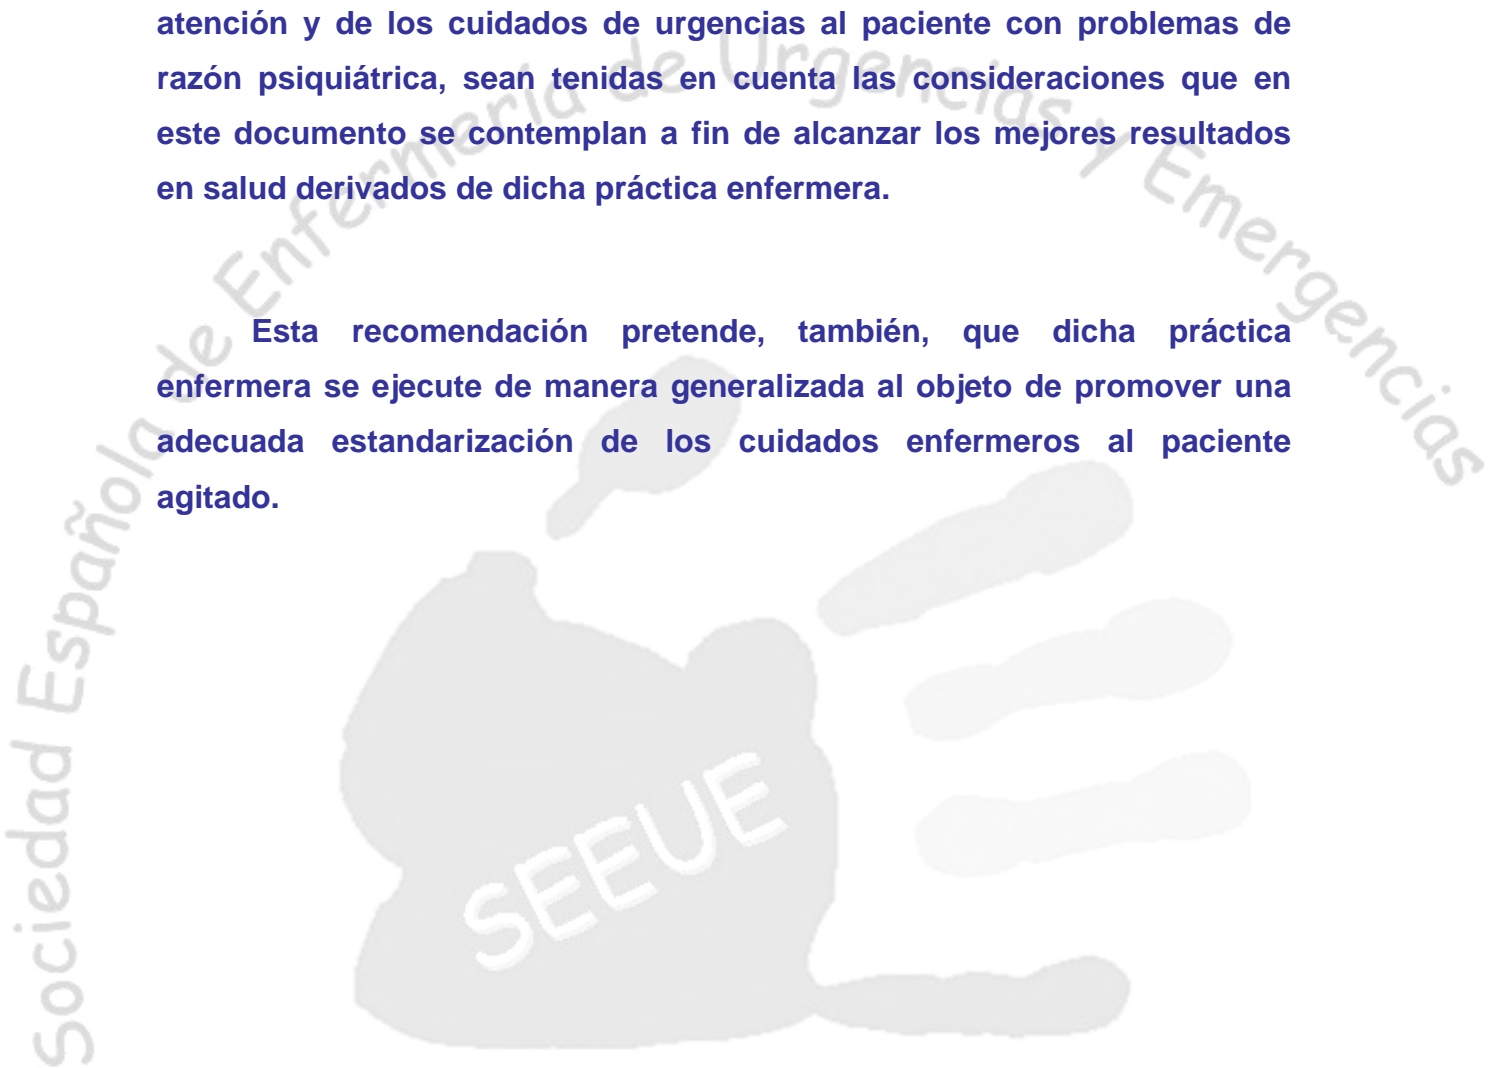 atención y de los cuidados de urgencias al paciente con problemas de
razón psiquiátrica, sean tenidas en cuenta las consideraciones que en
este documento se contemplan a fin de alcanzar los mejores resultados
en salud derivados de dicha práctica enfermera.
Esta recomendación pretende, también, que dicha práctica
enfermera se ejecute de manera generalizada al objeto de promover una
adecuada estandarización de los cuidados enfermeros al paciente
agitado.
Sociedad Española de Enfermería de Urgencias y Emergencias
SEEUE